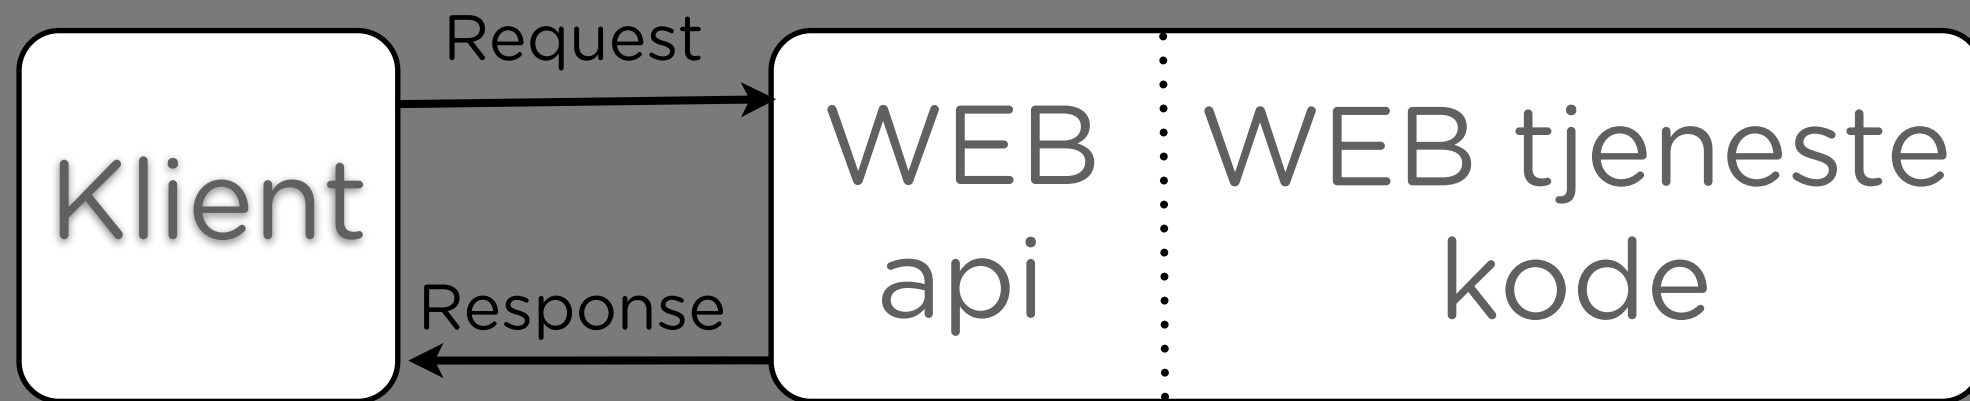 Request
Klient
Response
WEB
api
WEB tjeneste
kode